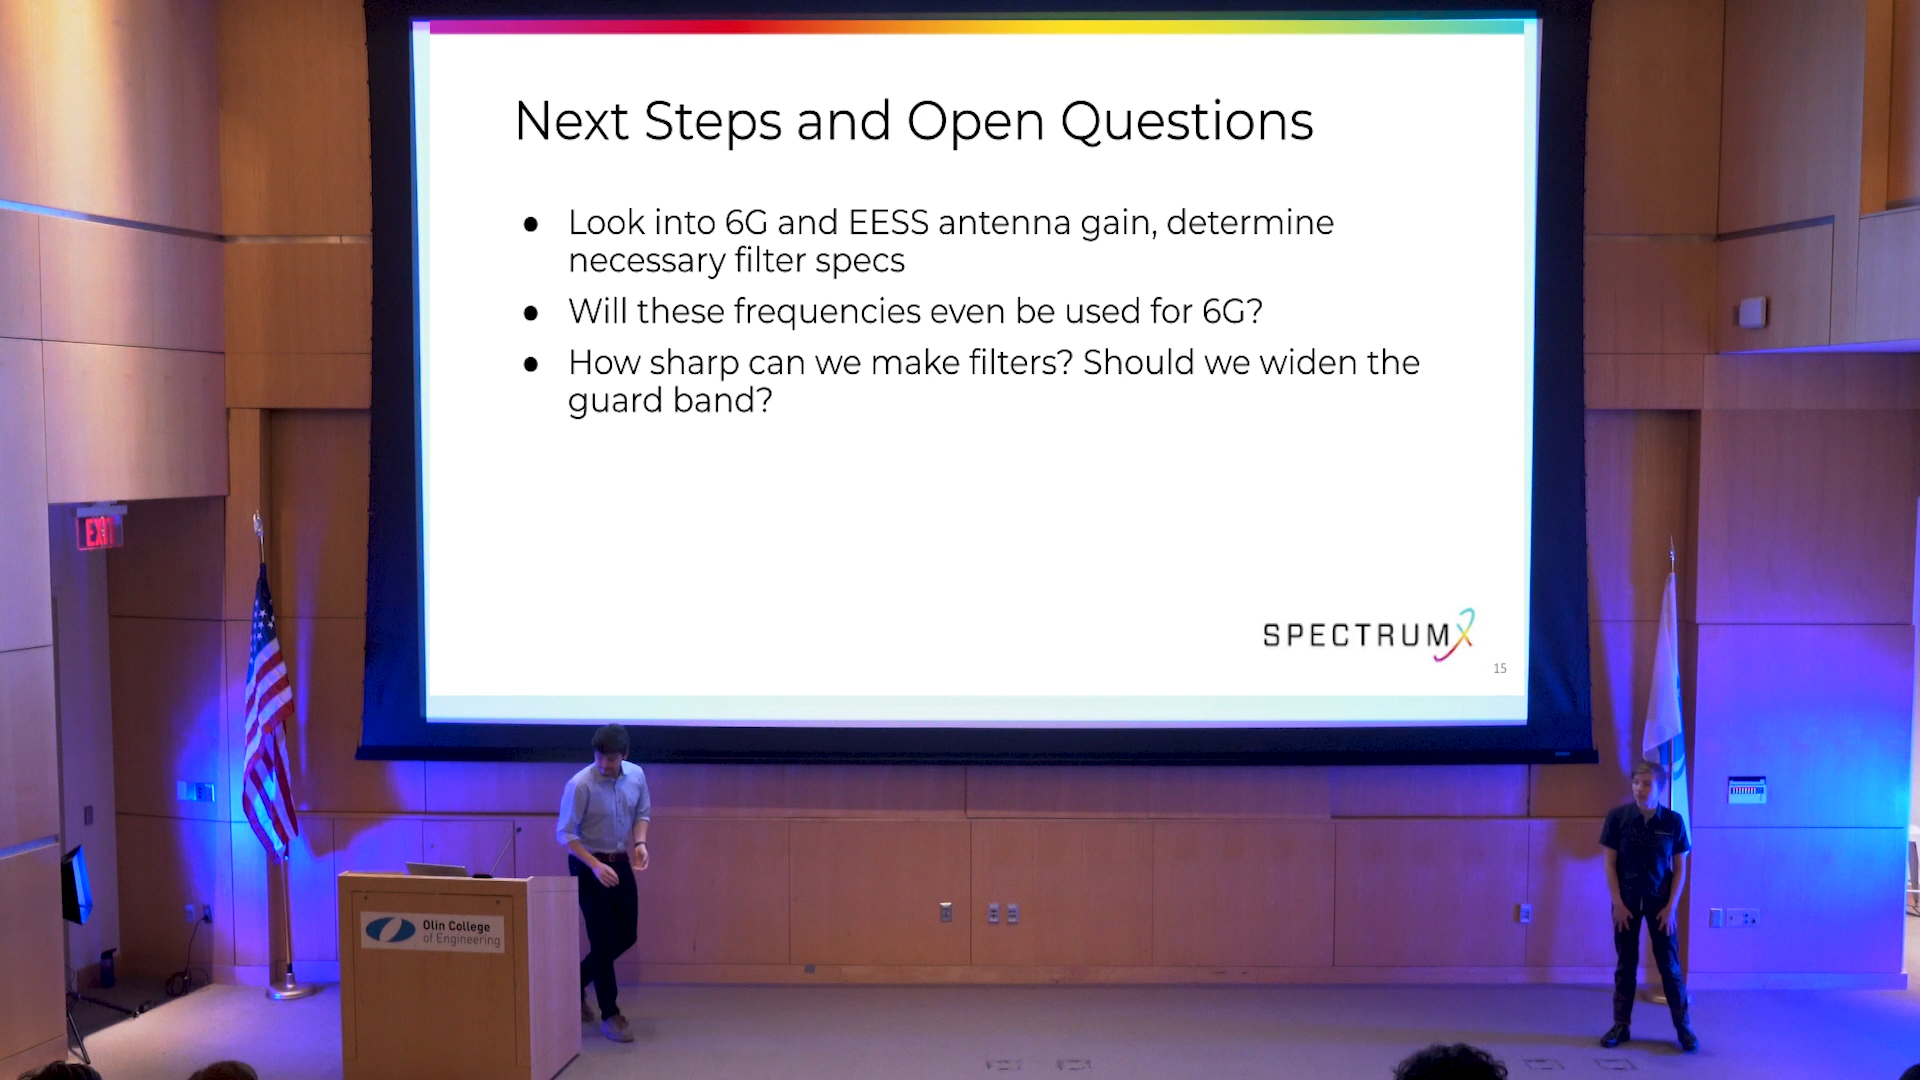 Next Steps and Open Questions
● Look into 6G and EESS antenna gain, determine
necessary filter specs
● Will these frequencies even be used for 6G?
● How sharp can we make filters? Should we widen the
guard band?
SPECTRUMX
15
EXIT
Olin College
of Engineering